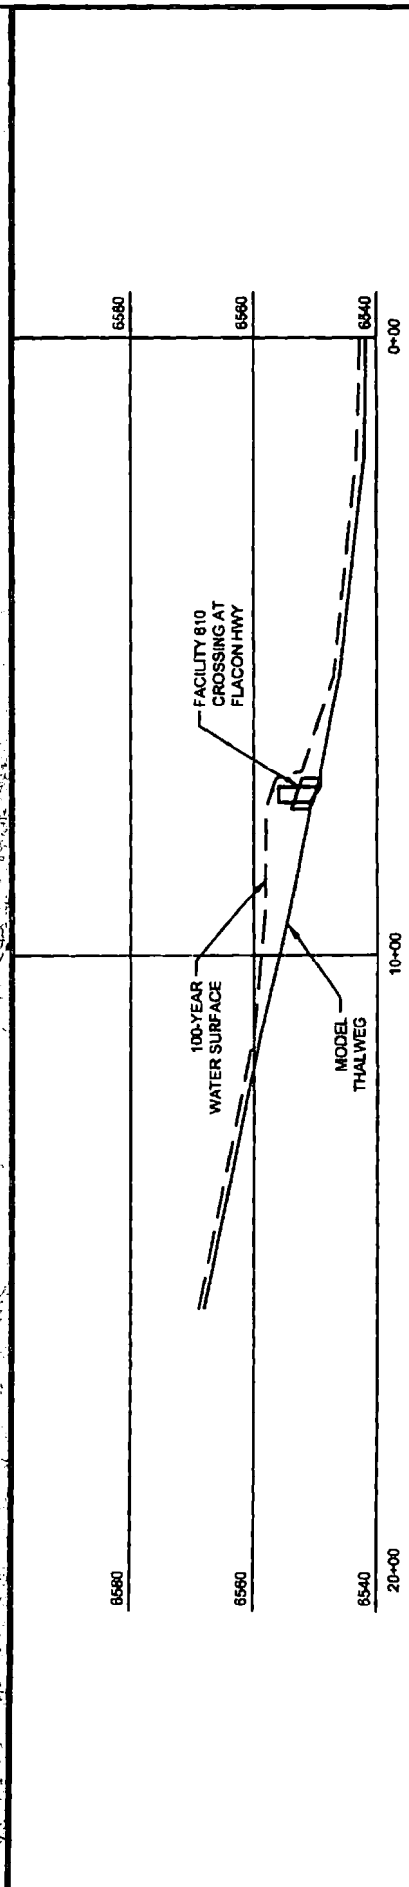 6580
6560
6540
20+00
100-YEAR
WATER SURFACE
MODEL
THALWEG
10+00
FACILITY 610
CROSSING AT
FLACON HWY
6580
6560
6540
0+00